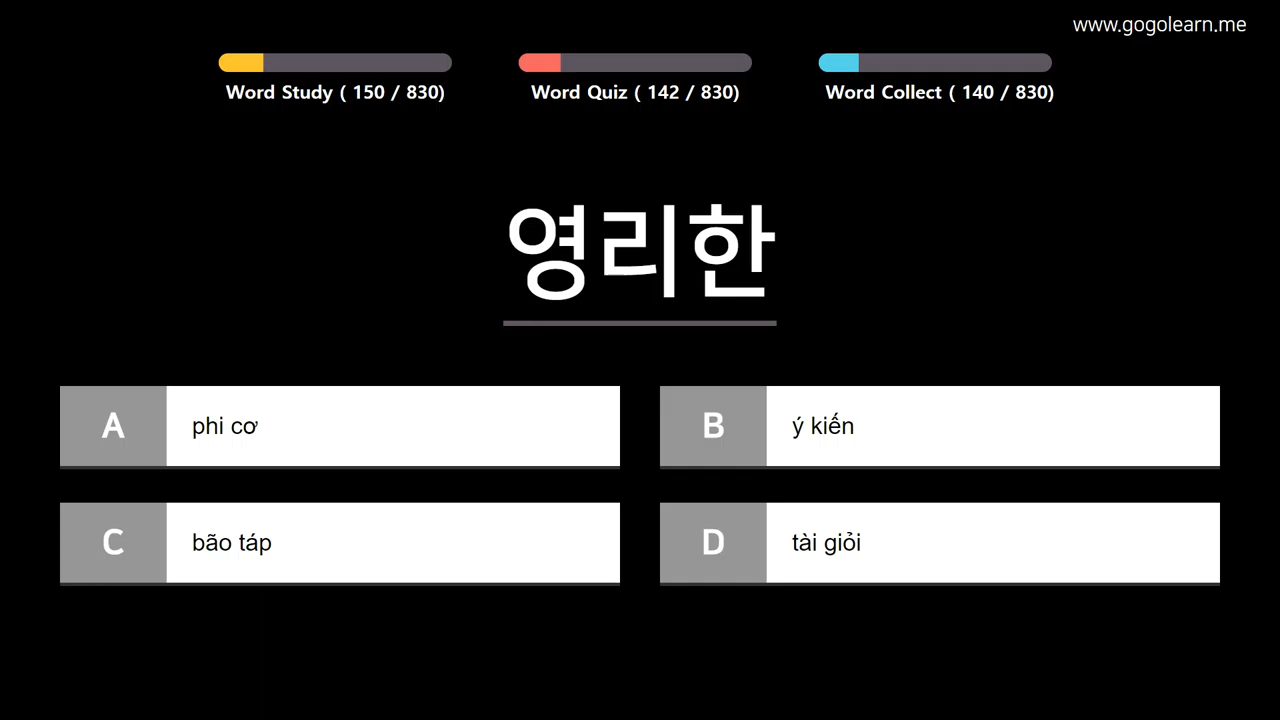 www.gogolearn.me
Word Study ( 150 / 830)
Word Quiz ( 142 / 830)
Word Collect ( 140 / 830)
영리한
A phi cơ
B ý kiến
C bão táp
D tài giỏi